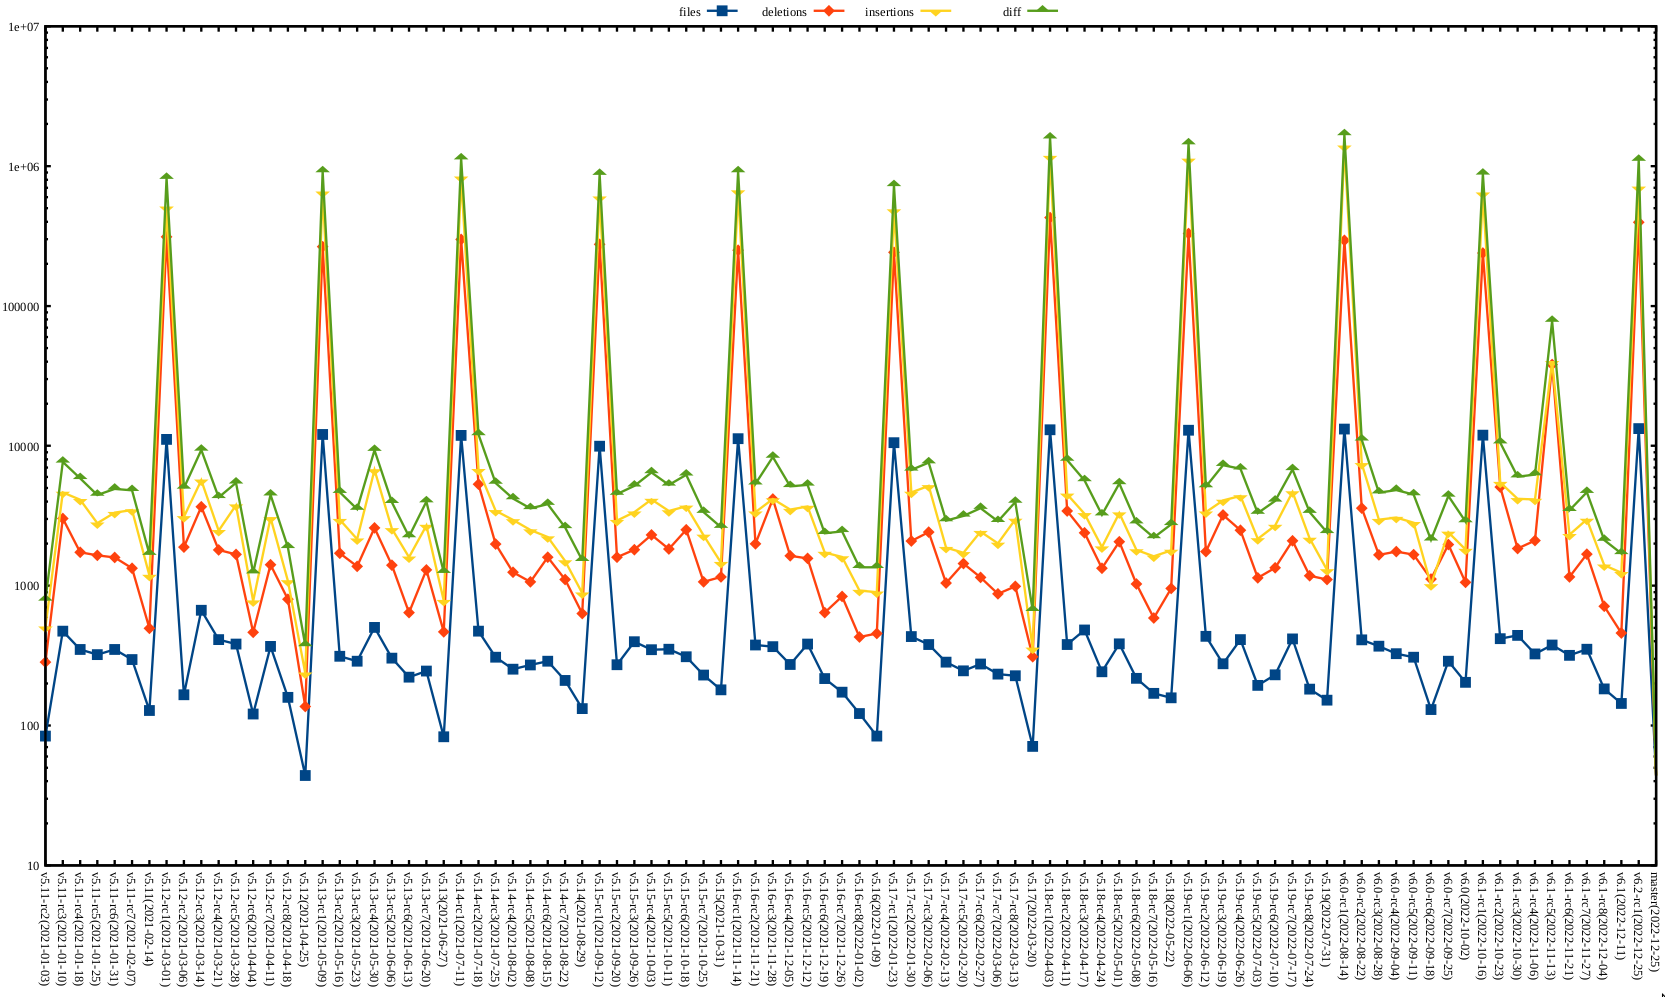 files deletions insertions diff
1e+07
1e+06
100000
10000
1000
100
10
v5.11-rc2(2021-01-03)
v5.11-rc3(2021-01-10)
v5.11-rc4(2021-01-18)
v5.11-rc5(2021-01-25)
v5.11-rc6(2021-01-31)
v5.11-rc7(2021-02-07)
v5.11(2021-02-14)
v5.12-rc1(2021-03-01)
v5.12-rc2(2021-03-06)
v5.12-rc3(2021-03-14)
v5.12-rc4(2021-03-21)
v5.12-rc5(2021-03-28)
v5.12-rc6(2021-04-04)
v5.12-rc7(2021-04-11)
v5.12-rc8(2021-04-18)
v5.12(2021-04-25)
v5.13-rc1(2021-05-09)
v5.13-rc2(2021-05-16)
v5.13-rc3(2021-05-23)
v5.13-rc4(2021-05-30)
v5.13-rc5(2021-06-06)
v5.13-rc6(2021-06-13)
v5.13-rc7(2021-06-20)
v5.13(2021-06-27)
v5.14-rc1(2021-07-11)
v5.14-rc2(2021-07-18)
v5.14-rc3(2021-07-25)
v5.14-rc4(2021-08-02)
v5.14-rc5(2021-08-08)
v5.14-rc6(2021-08-15)
v5.14-rc7(2021-08-22)
v5.14(2021-08-29)
v5.15-rc1(2021-09-12)
v5.15-rc2(2021-09-20)
v5.15-rc3(2021-09-26)
v5.15-rc4(2021-10-03)
v5.15-rc5(2021-10-11)
v5.15-rc6(2021-10-18)
v5.15-rc7(2021-10-25)
v5.15(2021-10-31)
v5.16-rc1(2021-11-14)
v5.16-rc2(2021-11-21)
v5.16-rc3(2021-11-28)
v5.16-rc4(2021-12-05)
v5.16-rc5(2021-12-12)
v5.16-rc6(2021-12-19)
v5.16-rc7(2021-12-26)
v5.16-rc8(2022-01-02)
v5.16(2022-01-09)
v5.17-rc1(2022-01-23)
v5.17-rc2(2022-01-30)
v5.17-rc3(2022-02-06)
v5.17-rc4(2022-02-13)
v5.17-rc5(2022-02-20)
v5.17-rc6(2022-02-27)
v5.17-rc7(2022-03-06)
v5.17-rc8(2022-03-13)
v5.17(2022-03-20)
v5.18-rc1(2022-04-03)
v5.18-rc2(2022-04-11)
v5.18-rc3(2022-04-17)
v5.18-rc4(2022-04-24)
v5.18-rc5(2022-05-01)
v5.18-rc6(2022-05-08)
v5.18-rc7(2022-05-16)
v5.18(2022-05-22)
v5.19-rc1(2022-06-06)
v5.19-rc2(2022-06-12)
v5.19-rc3(2022-06-19)
v5.19-rc4(2022-06-26)
v5.19-rc5(2022-07-03)
v5.19-rc6(2022-07-10)
v5.19-rc7(2022-07-17)
v5.19-rc8(2022-07-24)
v5.19(2022-07-31)
v6.0-rc1(2022-08-14)
v6.0-rc2(2022-08-22)
v6.0-rc3(2022-08-28)
v6.0-rc4(2022-09-04)
v6.0-rc5(2022-09-11)
v6.0-rc6(2022-09-18)
v6.0-rc7(2022-09-25)
v6.0(2022-10-02)
v6.1-rc1(2022-10-16)
v6.1-rc2(2022-10-23)
v6.1-rc3(2022-10-30)
v6.1-rc4(2022-11-06)
v6.1-rc5(2022-11-13)
v6.1-rc6(2022-11-21)
v6.1-rc7(2022-11-27)
v6.1-rc8(2022-12-04)
v6.1(2022-12-11)
v6.2-rc1(2022-12-25)
master(2022-12-25)